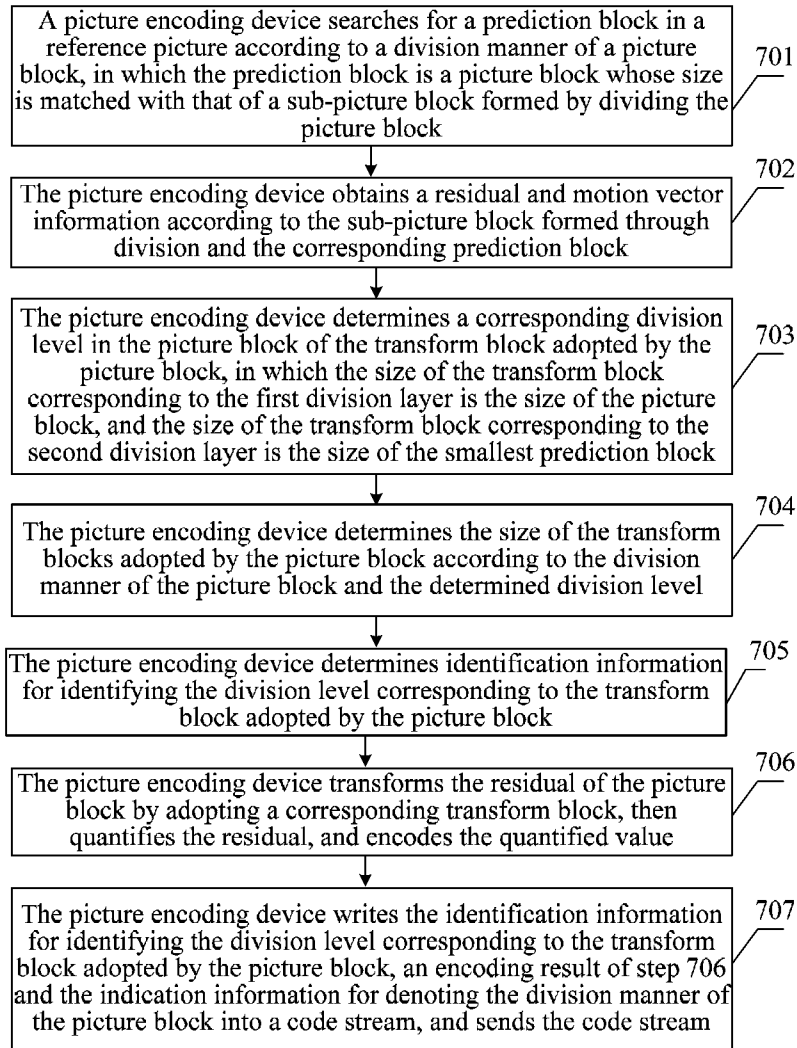 A picture encoding device searches for a prediction block in a
reference picture according to a division manner of a picture
block, in which the prediction block is a picture block whose size
is matched with that of a sub-picture block formed by dividing the
picture block
701
The picture encoding device obtains a residual and motion vector
information according to the sub-picture block formed through
division and the corresponding prediction block
702
The picture encoding device determines a corresponding division
level in the picture block of the transform block adopted by the
picture block, in which the size of the transform block
corresponding to the first division layer is the size of the picture
block, and the size of the transform block corresponding to the
second division layer is the size of the smallest prediction block
703
The picture encoding device determines the size of the transform
blocks adopted by the picture block according to the division
manner of the picture block and the determined division level
704
The picture encoding device determines identification information
for identifying the division level corresponding to the transform
block adopted by the picture block
705
The picture encoding device transforms the residual of the picture
block by adopting a corresponding transform block, then
quantifies the residual, and encodes the quantified value
706
The picture encoding device writes the identification information
for identifying the division level corresponding to the transform
block adopted by the picture block, an encoding result of step 706
and the indication information for denoting the division manner of
the picture block into a code stream, and sends the code stream
707